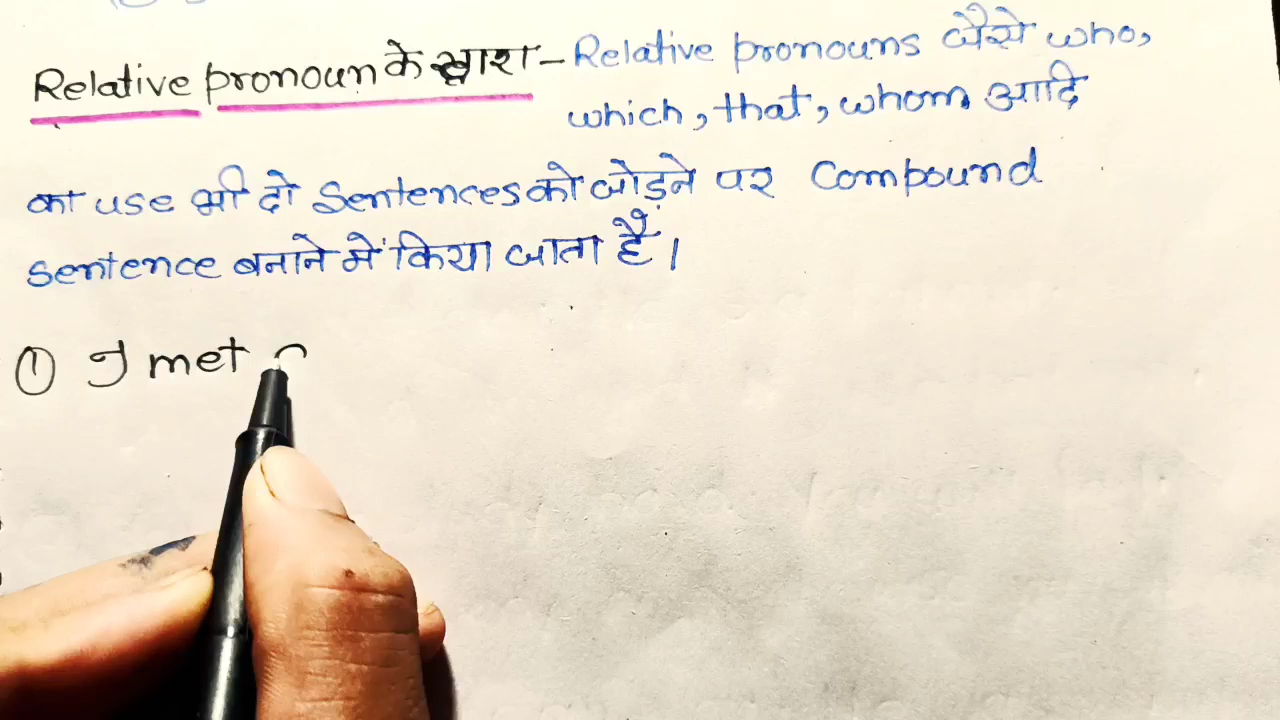 Relative pronoun के द्वारा – Relative pronouns जैसे who,
which, that, whom आदि
का use भी दो Sentences को जोड़ने पर Compound
sentence बनाने में किया जाता है।
① I met